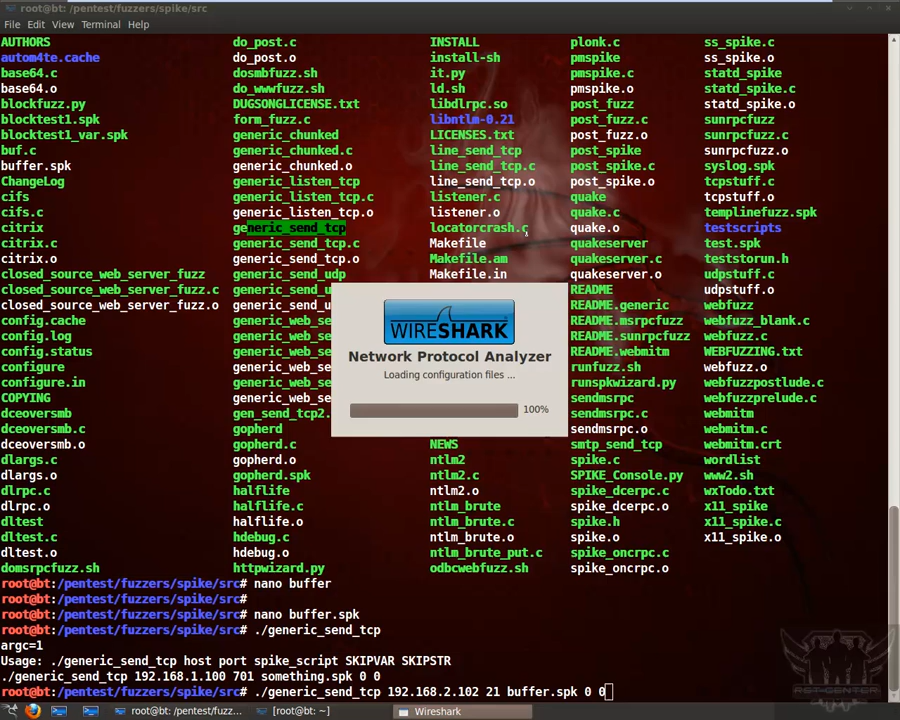 root@bt: /pentest/fuzzers/spike/src
File Edit View Terminal Help
AUTHORS do_post.c INSTALL plonk.c ss_spike.c
autom4te.cache do_post.o install-sh pmspike ss_spike.o
base64.c dosmbfuzz.sh it.py pmspike.c statd_spike
base64.o do_wwwfuzz.sh ld.sh pmspike.o statd_spike.c
blockfuzz.py DUGSONGLICENSE.txt libdlrpc.so post_fuzz statd_spike.o
blocktest1.spk form_fuzz.c libntlm-0.21 post_fuzz.c sunrpcfuzz
blocktest1_var.spk generic_chunked LICENSES.txt post_fuzz.o sunrpcfuzz.c
buf.c generic_chunked.c line_send_tcp post_spike sunrpcfuzz.o
buffer.spk generic_chunked.o line_send_tcp.c post_spike.c syslog.spk
ChangeLog generic_listen_tcp line_send_tcp.o post_spike.o tcpstuff.c
cifs generic_listen_tcp.c listener.c quake tcpstuff.o
cifs.c generic_listen_tcp.o listener.o quake.c templinefuzz.spk
citrix generic_send_tcp locatorcrash.c quake.o testscripts
citrix.c generic_send_tcp.c Makefile quakeserver test.spk
citrix.o generic_send_tcp.o Makefile.am quakeserver.c teststorun.h
closed_source_web_server_fuzz generic_send_udp Makefile.in quakeserver.o udpstuff.c
closed_source_web_server_fuzz.c generic_send_u README udpstuff.o
closed_source_web_server_fuzz.o generic_send_u README.generic webfuzz
config.cache generic_web_se README.msrpcfuzz webfuzz_blank.c
config.log generic_web_se README.sunrpcfuzz webfuzz.c
config.status generic_web_se README.webmitm WEBFUZZING.txt
configure generic_web_se runfuzz.sh webfuzz.o
configure.in generic_web_se runspkwizard.py webfuzzpostlude.c
COPYING generic_web_se sendmsrpc webfuzzprelude.c
dceoversmb gen_send_tcp2. sendmsrpc.c webmitm
dceoversmb.c gopherd sendmsrpc.o webmitm.c
dceoversmb.o gopherd.c NEWS smtp_send_tcp webmitm.crt
dlargs.c gopherd.o ntlm2 spike.c wordlist
dlargs.o gopherd.spk ntlm2.c SPIKE_Console.py www2.sh
dlrpc.c halflife ntlm2.o spike_dcerpc.c wxTodo.txt
dlrpc.o halflife.c ntlm_brute spike_dcerpc.o x11_spike
dltest halflife.o ntlm_brute.c spike.h x11_spike.c
dltest.c hdebug.c ntlm_brute.o spike.o x11_spike.o
dltest.o hdebug.o ntlm_brute_put.c spike_oncrpc.c
domsrpcfuzz.sh httpwizard.py odbcwebfuzz.sh spike_oncrpc.o
WIRESHARK
Network Protocol Analyzer
Loading configuration files ...
100%
root@bt:/pentest/fuzzers/spike/src# nano buffer
root@bt:/pentest/fuzzers/spike/src#
root@bt:/pentest/fuzzers/spike/src# nano buffer.spk
root@bt:/pentest/fuzzers/spike/src# ./generic_send_tcp
argc=1
Usage: ./generic_send_tcp host port spike_script SKIPVAR SKIPSTR
./generic_send_tcp 192.168.1.100 701 something.spk 0 0
root@bt:/pentest/fuzzers/spike/src# ./generic_send_tcp 192.168.2.102 21 buffer.spk 0 0
RST-CENTER
root: /pentest/fuzz... [root@bt: ~] Wireshark